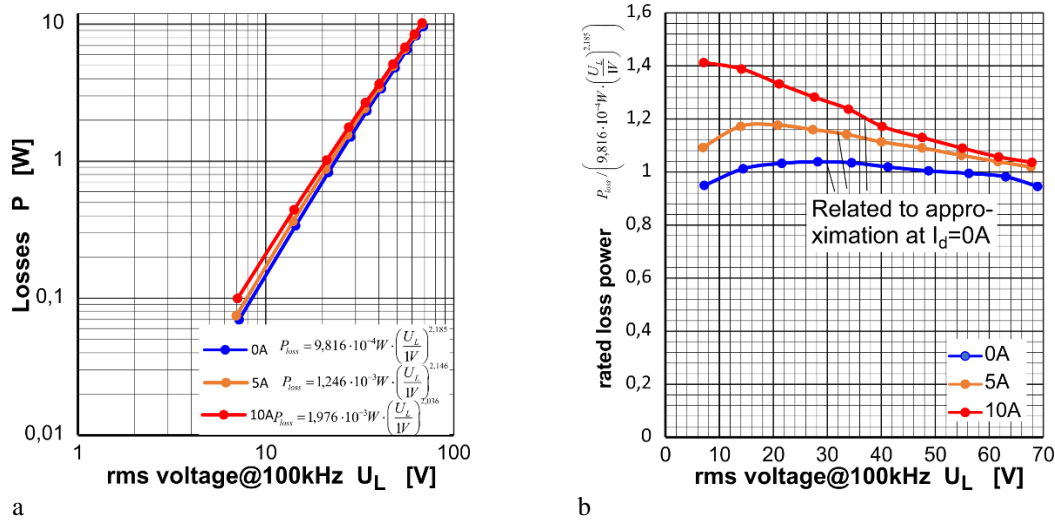 10
1
0,1
0,01
Losses P [W]
0A P_loss = 9,816·10^-4 W·(U_L/1V)^2,185
5A P_loss = 1,246·10^-3 W·(U_L/1V)^2,146
10A P_loss = 1,976·10^-3 W·(U_L/1V)^2,036
1 10 100
rms voltage@100kHz U_L [V]
a
rated loss power P_loss / (9,816·10^-4 W·(U_L/1V)^2,185)
1,6
1,4
1,2
1
0,8
0,6
0,4
0,2
0
Related to appro-
ximation at I_d=0A
0A
5A
10A
0 10 20 30 40 50 60 70
rms voltage@100kHz U_L [V]
b